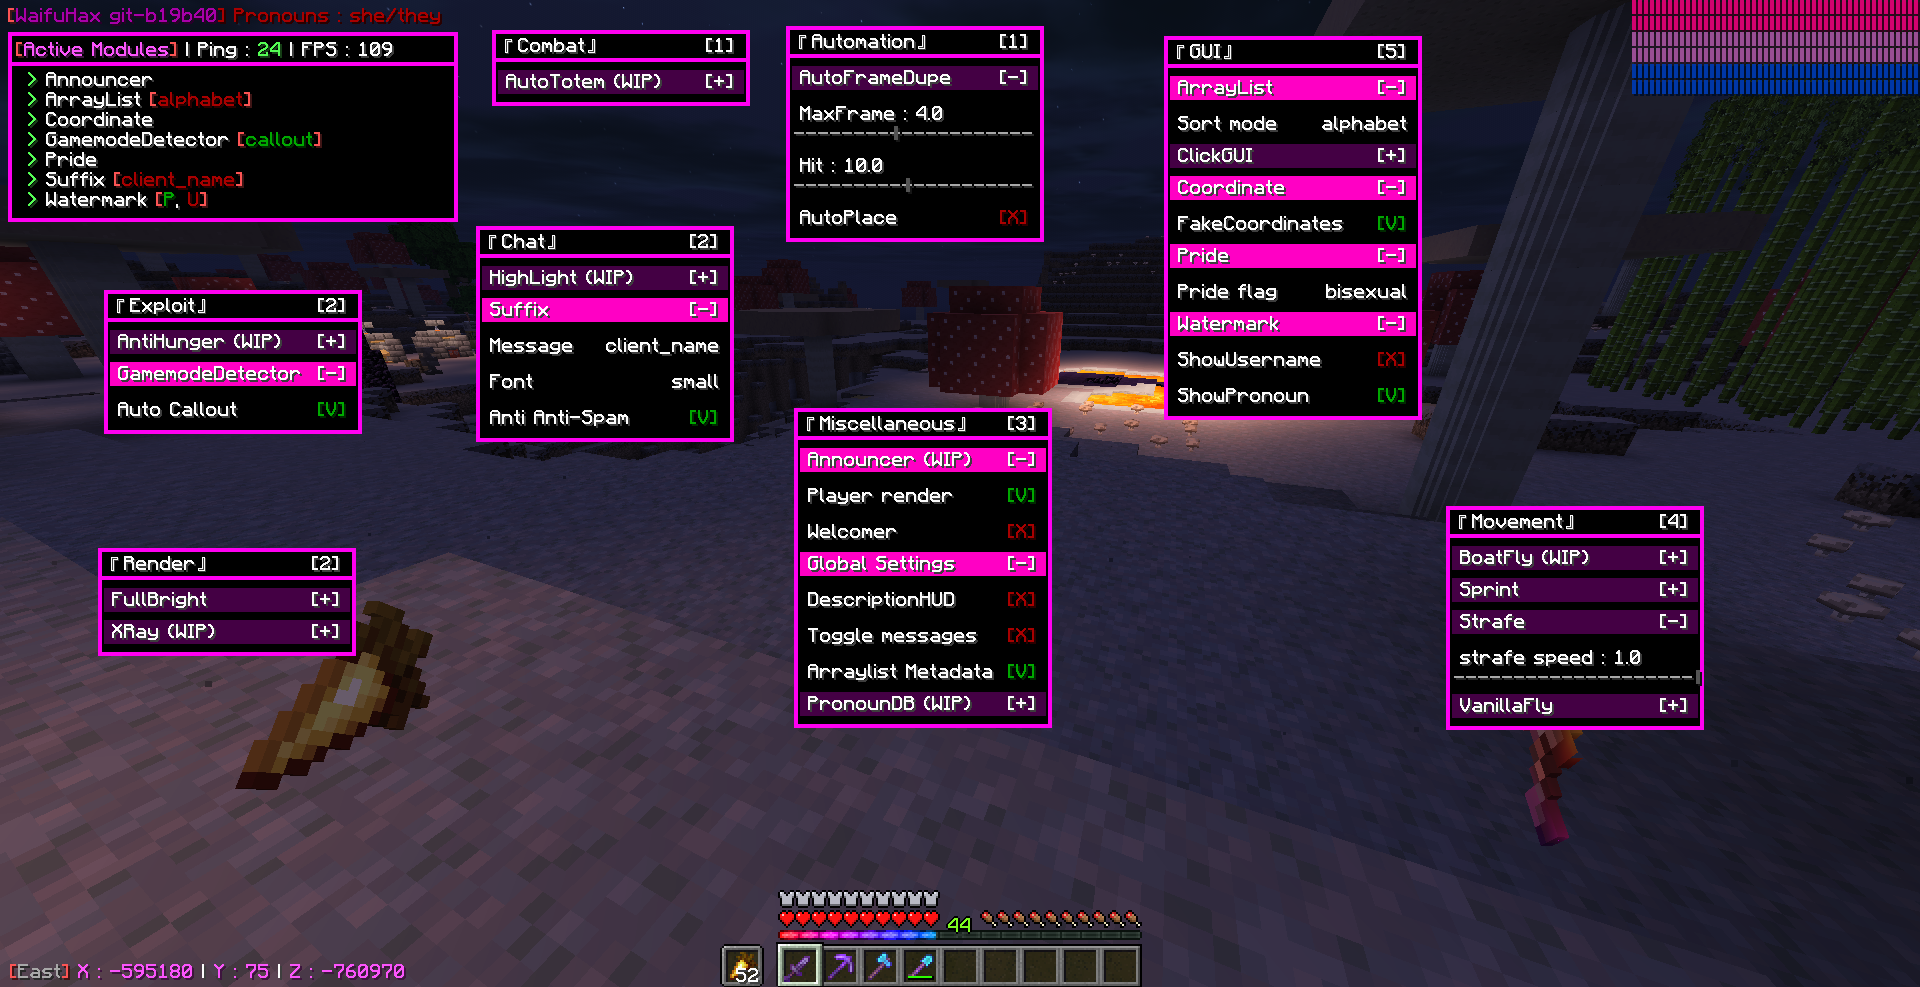 [WaifuHax git-b19b40] Pronouns : she/they
[Active Modules] | Ping : 24 | FPS : 109
> Announcer
> ArrayList [alphabet]
> Coordinate
> GamemodeDetector [callout]
> Pride
> Suffix [client_name]
> Watermark [P, U]
『Combat』 [1]
AutoTotem (WIP) [+]
『Automation』 [1]
AutoFrameDupe [-]
MaxFrame : 4.0
Hit : 10.0
AutoPlace [X]
『GUI』 [5]
ArrayList [-]
Sort mode alphabet
ClickGUI [+]
Coordinate [-]
FakeCoordinates [V]
Pride [-]
Pride flag bisexual
Watermark [-]
ShowUsername [X]
ShowPronoun [V]
『Chat』 [2]
HighLight (WIP) [+]
Suffix [-]
Message client_name
Font small
Anti Anti-Spam [V]
『Exploit』 [2]
AntiHunger (WIP) [+]
GamemodeDetector [-]
Auto Callout [V]
『Miscellaneous』 [3]
Announcer (WIP) [-]
Player render [V]
Welcomer [X]
Global Settings [-]
DescriptionHUD [X]
Toggle messages [X]
Arraylist Metadata [V]
PronounDB (WIP) [+]
『Render』 [2]
FullBright [+]
XRay (WIP) [+]
『Movement』 [4]
BoatFly (WIP) [+]
Sprint [+]
Strafe [-]
strafe speed : 1.0
VanillaFly [+]
44
52
[East] X : -595180 | Y : 75 | Z : -760970